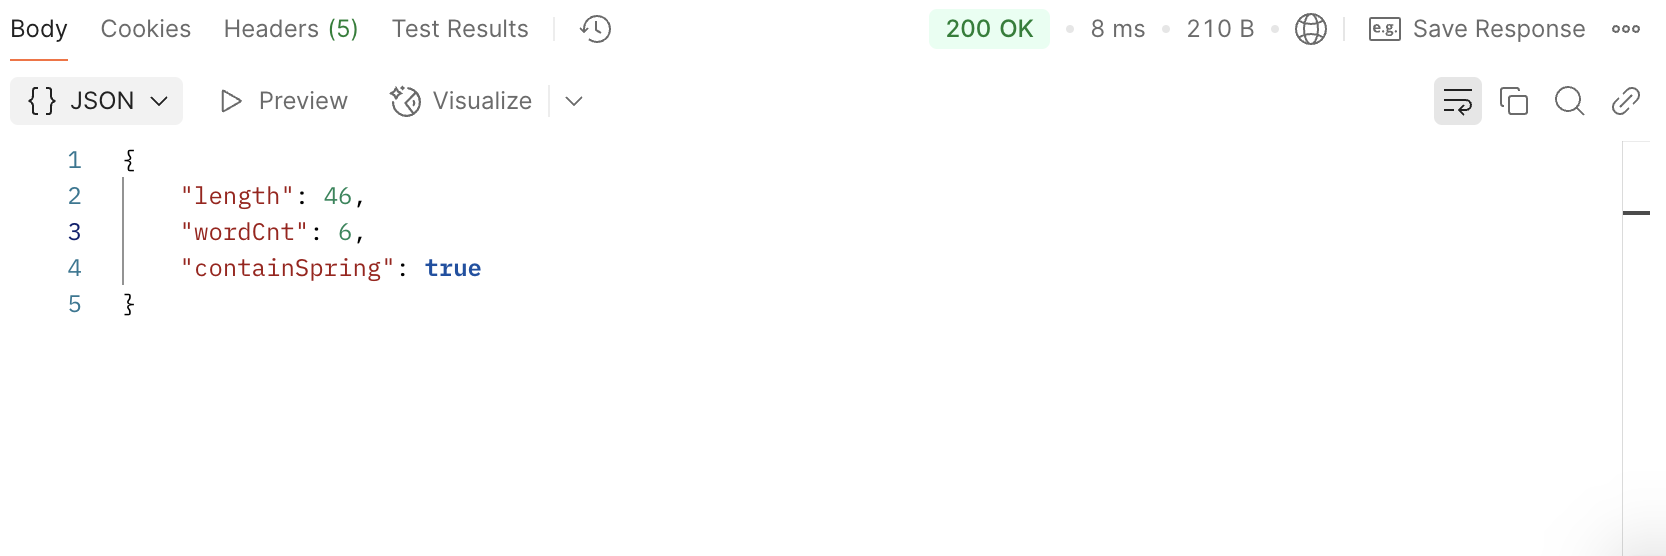 Body Cookies Headers (5) Test Results 200 OK • 8 ms • 210 B • e.g. Save Response
{ } JSON Preview Visualize
1 {
2 "length": 46,
3 "wordCnt": 6,
4 "containSpring": true
5 }